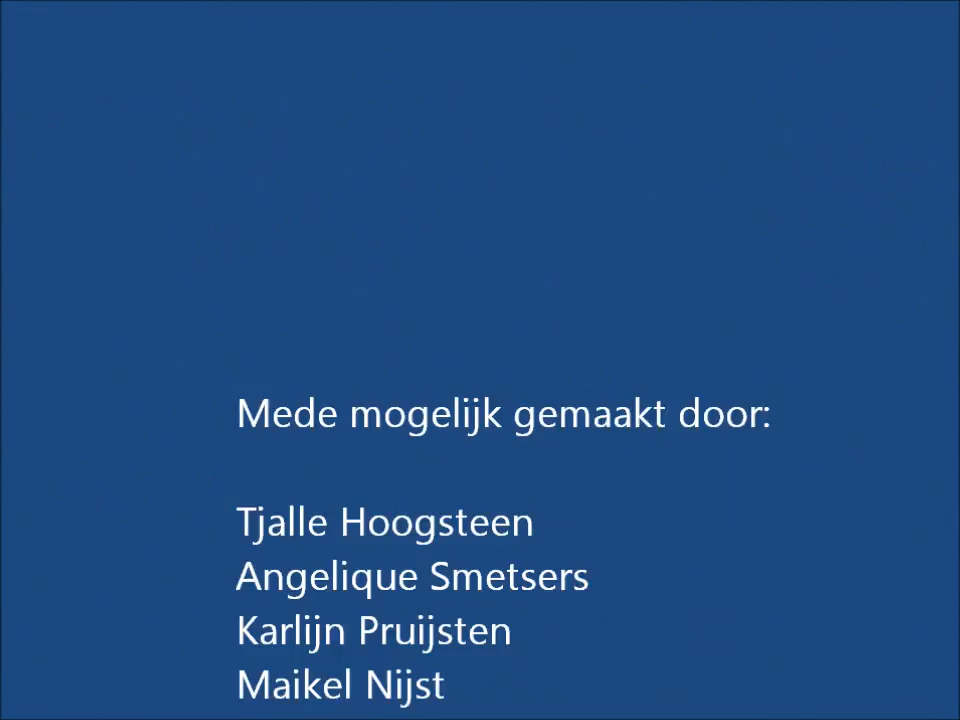 Mede mogelijk gemaakt door:
Tjalle Hoogsteen
Angelique Smetsers
Karlijn Pruijsten
Maikel Nijst